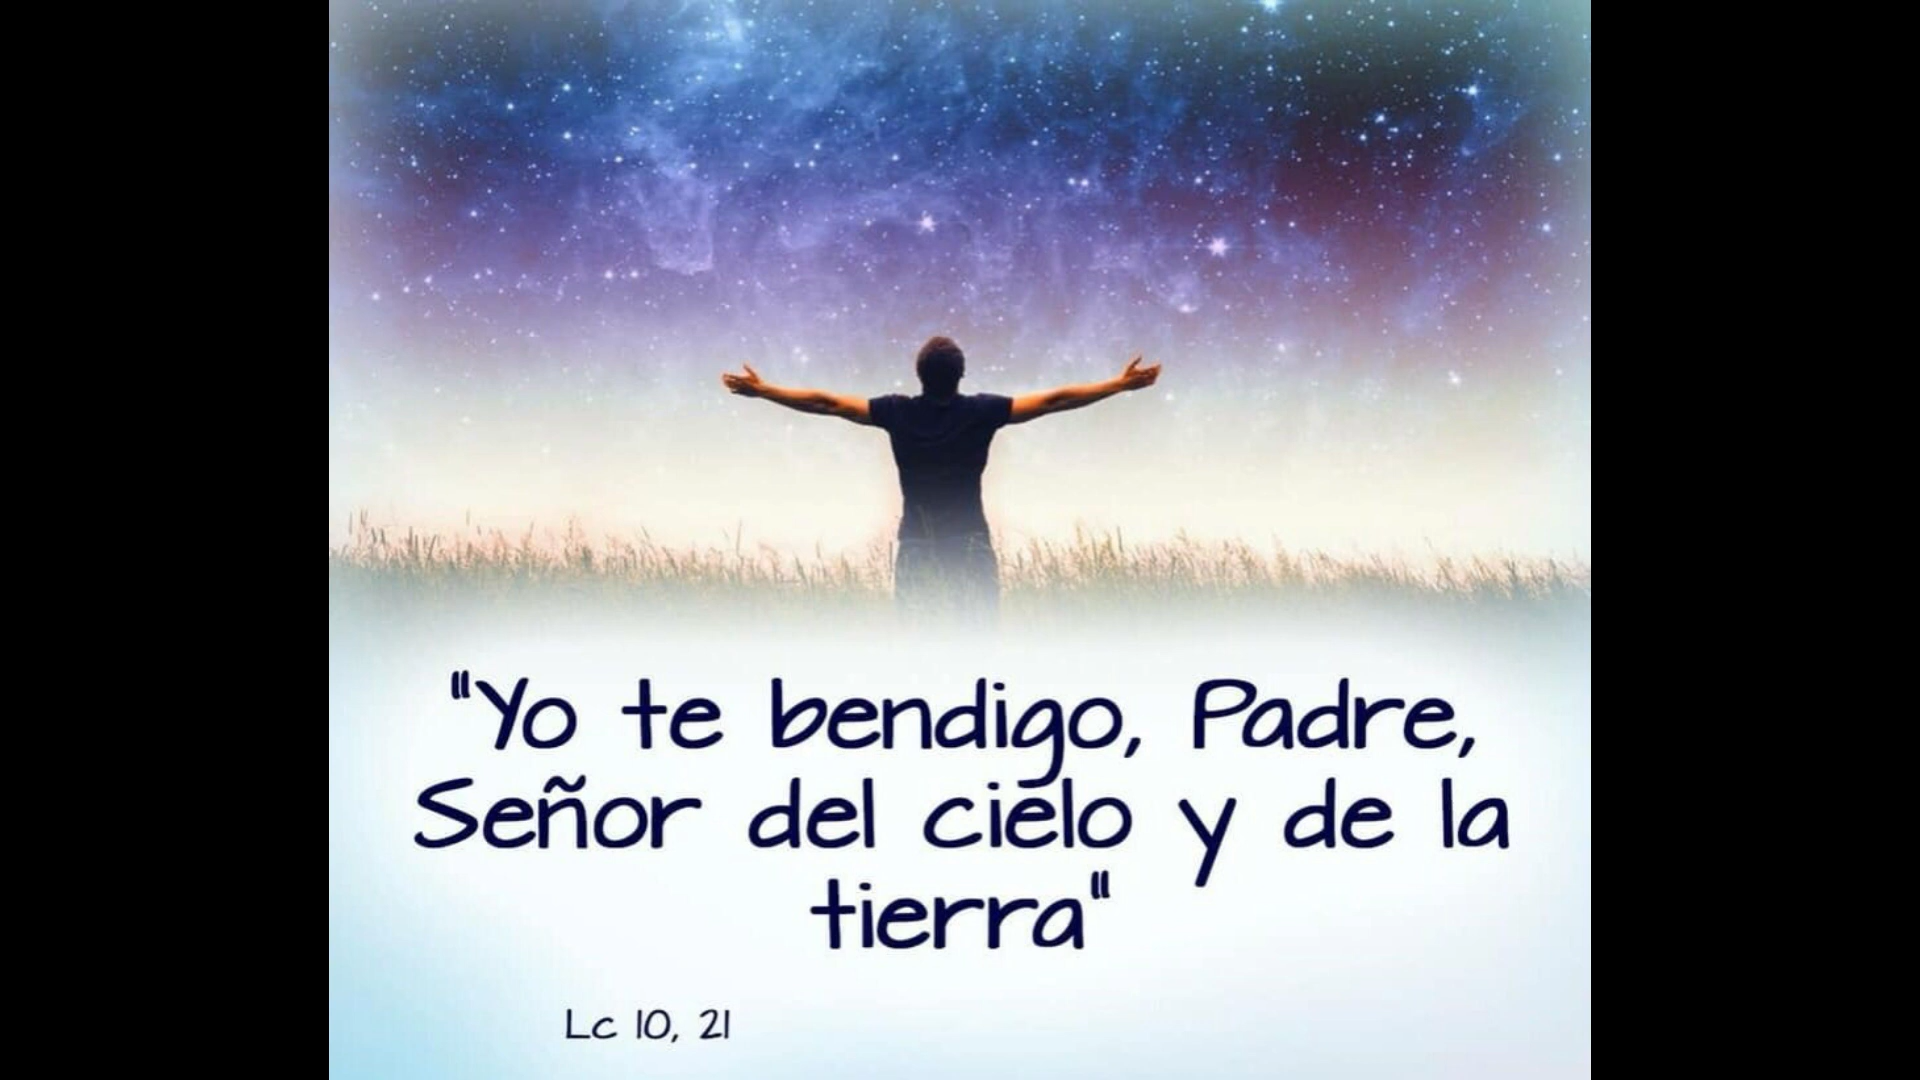 "Yo te bendigo, Padre,
Señor del cielo y de la
tierra"
Lc 10, 21